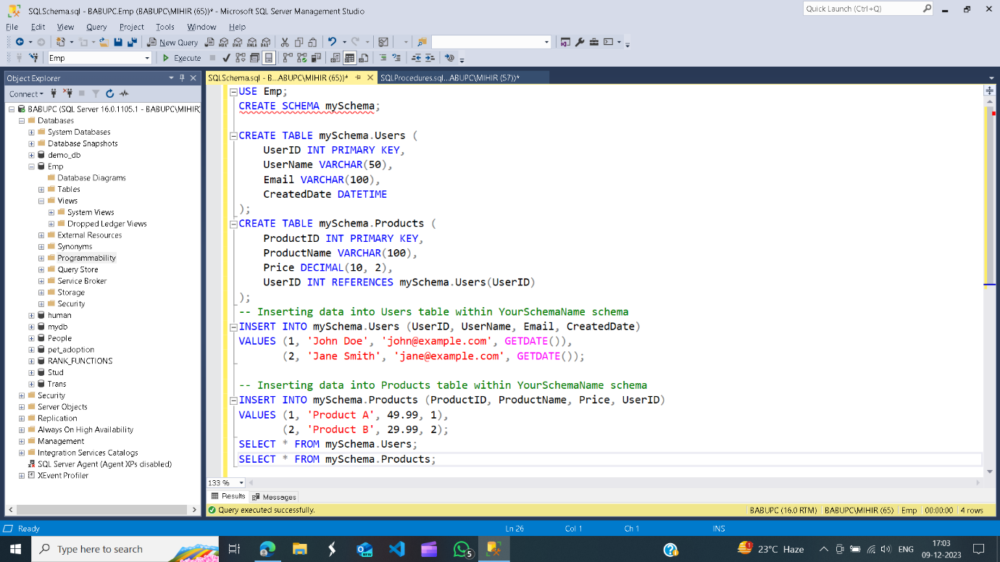 SQLSchema.sql - BABUPC.Emp (BABUPC\MIHIR (65))* - Microsoft SQL Server Management Studio
Quick Launch (Ctrl+Q)
File Edit View Query Project Tools Window Help
New Query
MDX DMX XMLA DAX
Emp
Execute
Object Explorer
SQLSchema.sql - B...ABUPC\MIHIR (65))*
SQLProcedures.sql...ABUPC\MIHIR (57))*
Connect
BABUPC (SQL Server 16.0.1105.1 - BABUPC\MIHIR)
Databases
System Databases
Database Snapshots
demo_db
Emp
Database Diagrams
Tables
Views
System Views
Dropped Ledger Views
External Resources
Synonyms
Programmability
Query Store
Service Broker
Storage
Security
human
mydb
People
pet_adoption
RANK_FUNCTIONS
Stud
Trans
Security
Server Objects
Replication
Always On High Availability
Management
Integration Services Catalogs
SQL Server Agent (Agent XPs disabled)
XEvent Profiler
USE Emp;
CREATE SCHEMA mySchema;
CREATE TABLE mySchema.Users (
UserID INT PRIMARY KEY,
UserName VARCHAR(50),
Email VARCHAR(100),
CreatedDate DATETIME
);
CREATE TABLE mySchema.Products (
ProductID INT PRIMARY KEY,
ProductName VARCHAR(100),
Price DECIMAL(10, 2),
UserID INT REFERENCES mySchema.Users(UserID)
);
-- Inserting data into Users table within YourSchemaName schema
INSERT INTO mySchema.Users (UserID, UserName, Email, CreatedDate)
VALUES (1, 'John Doe', 'john@example.com', GETDATE()),
(2, 'Jane Smith', 'jane@example.com', GETDATE());
-- Inserting data into Products table within YourSchemaName schema
INSERT INTO mySchema.Products (ProductID, ProductName, Price, UserID)
VALUES (1, 'Product A', 49.99, 1),
(2, 'Product B', 29.99, 2);
SELECT * FROM mySchema.Users;
SELECT * FROM mySchema.Products;
133 %
Results Messages
Query executed successfully.
BABUPC (16.0 RTM) BABUPC\MIHIR (65) Emp 00:00:00 4 rows
Ready Ln 26 Col 1 Ch 1 INS
Type here to search
NEW
5
1
23°C Haze
ENG
17:03
09-12-2023